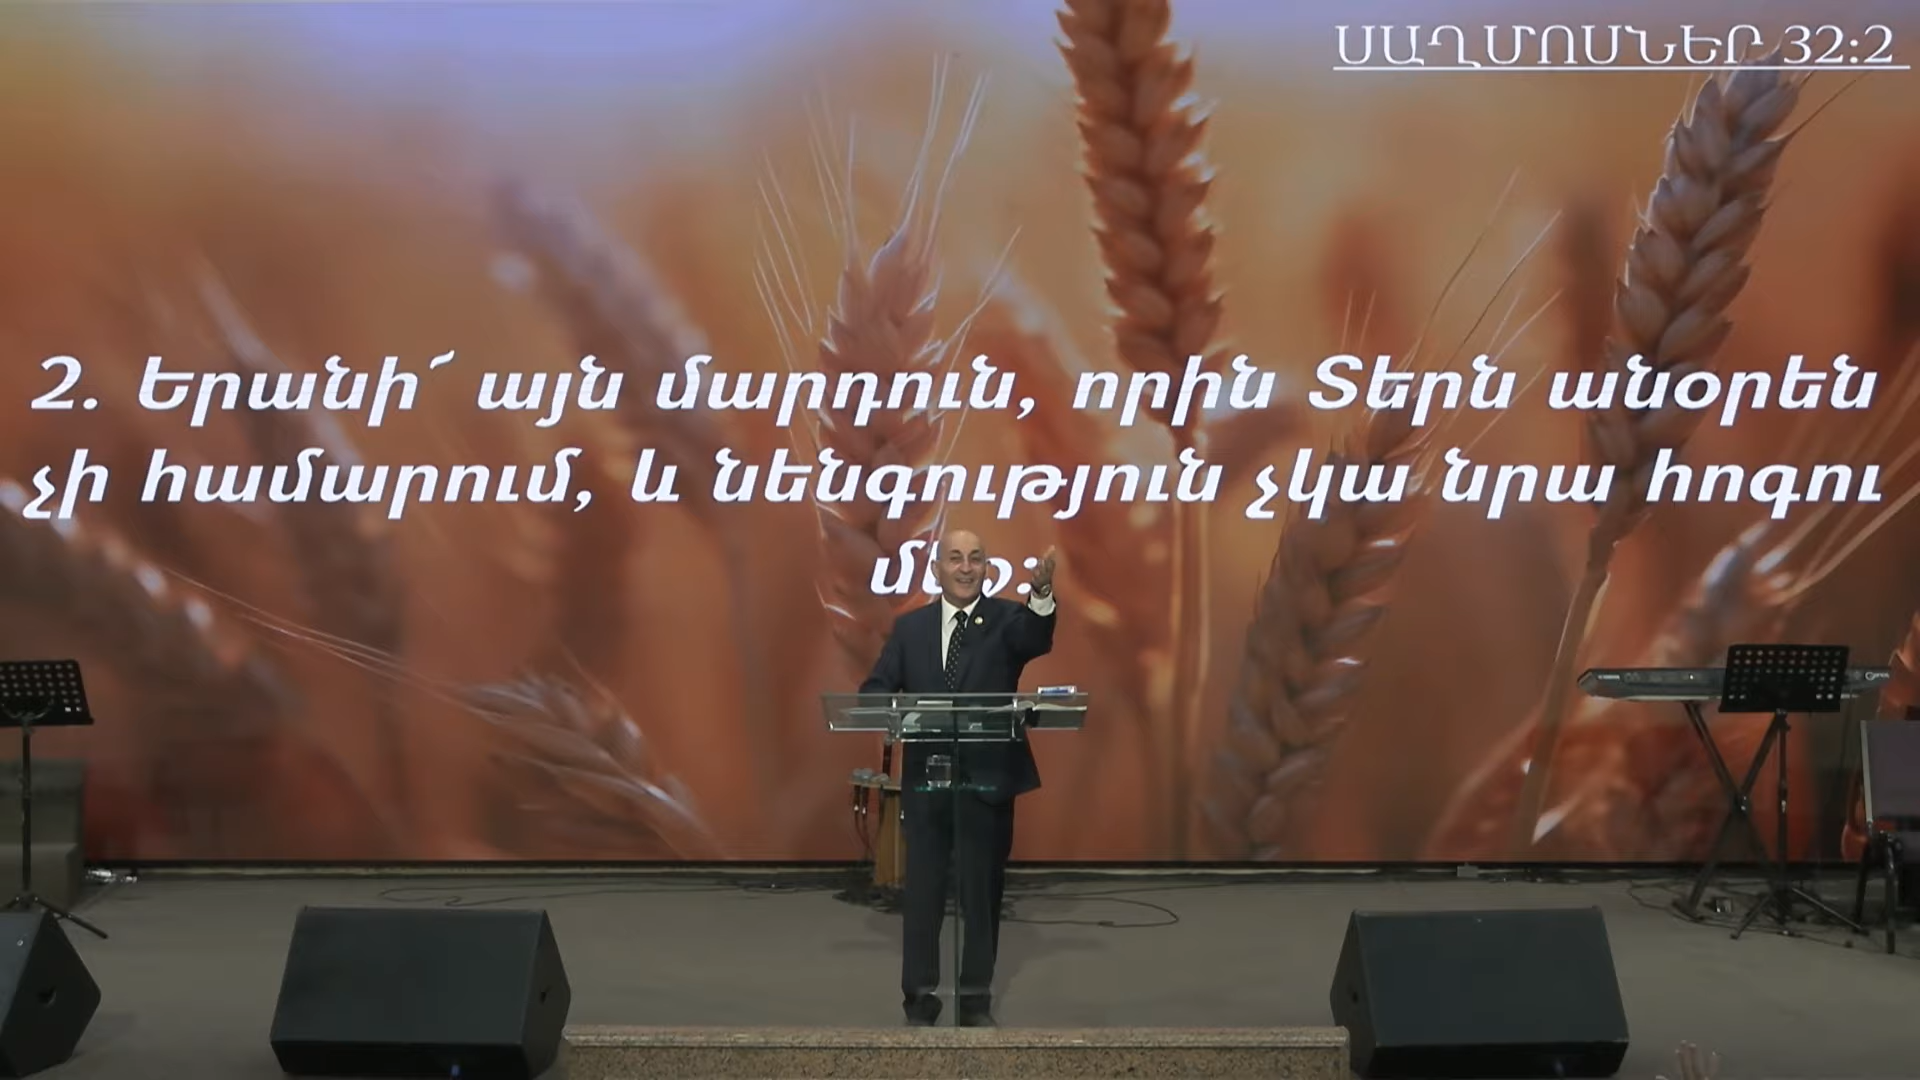 ՍԱՂՄՈՍՆԵՐ 32:2
2. Երանի՜ այն մարդուն, որին Տերն անօրեն
չի համարում, և նենգություն չկա նրա հոգու